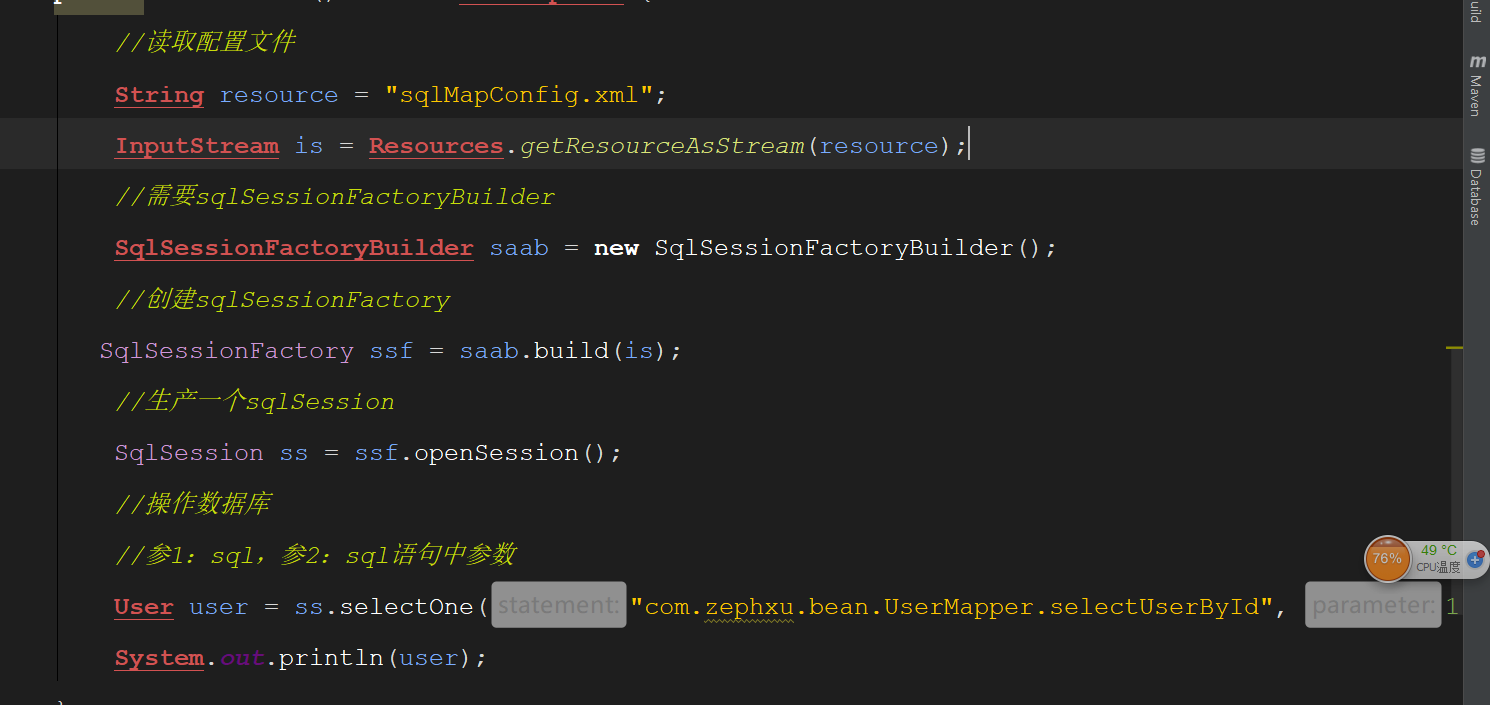 //读取配置文件
String resource = "sqlMapConfig.xml";
InputStream is = Resources.getResourceAsStream(resource);
//需要sqlSessionFactoryBuilder
SqlSessionFactoryBuilder saab = new SqlSessionFactoryBuilder();
//创建sqlSessionFactory
SqlSessionFactory ssf = saab.build(is);
//生产一个sqlSession
SqlSession ss = ssf.openSession();
//操作数据库
//参1：sql，参2：sql语句中参数
User user = ss.selectOne( statement: "com.zephxu.bean.UserMapper.selectUserById", parameter: 1
System.out.println(user);
uild
m Maven
Database
76%
49 °C
CPU温度